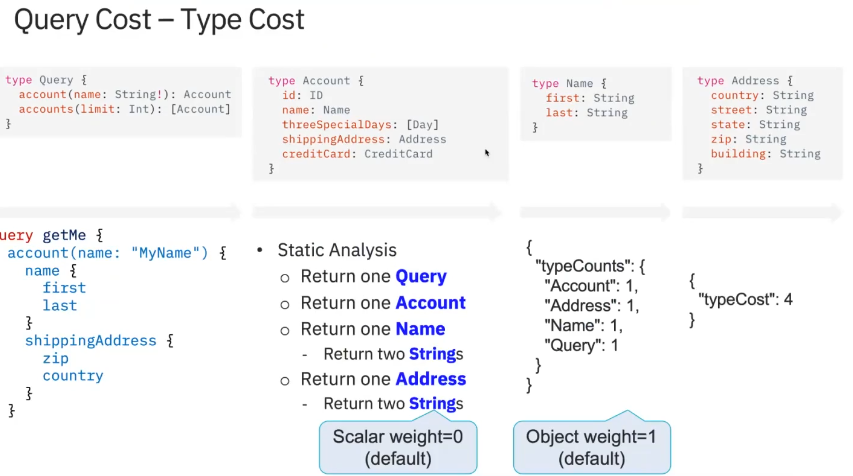 Query Cost – Type Cost
type Query {
account(name: String!): Account
accounts(limit: Int): [Account]
}
type Account {
id: ID
name: Name
threeSpecialDays: [Day]
shippingAddress: Address
creditCard: CreditCard
}
type Name {
first: String
last: String
}
type Address {
country: String
street: String
state: String
zip: String
building: String
}
uery getMe {
account(name: "MyName") {
name {
first
last
}
shippingAddress {
zip
country
}
}
• Static Analysis
o Return one Query
o Return one Account
o Return one Name
- Return two Strings
o Return one Address
- Return two Strings
Scalar weight=0
(default)
{
"typeCounts": {
"Account": 1,
"Address": 1,
"Name": 1,
"Query": 1
}
}
Object weight=1
(default)
{
"typeCost": 4
}